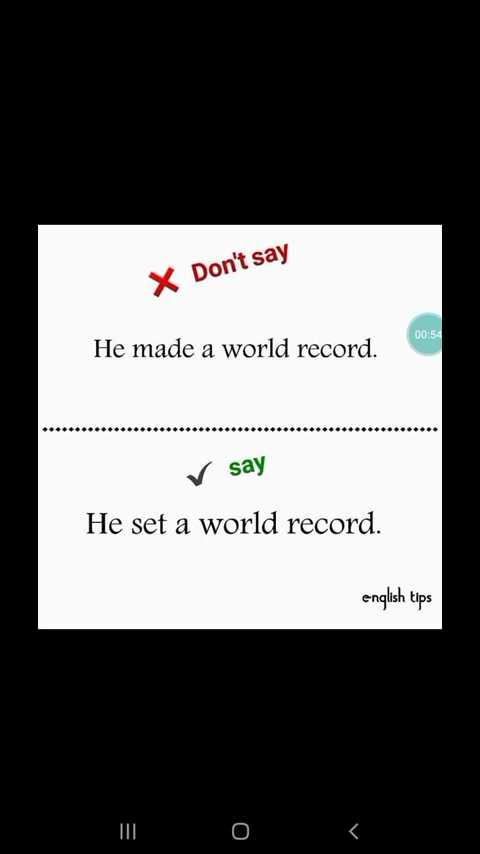 Don't say
He made a world record.
00:54
say
He set a world record.
english tips